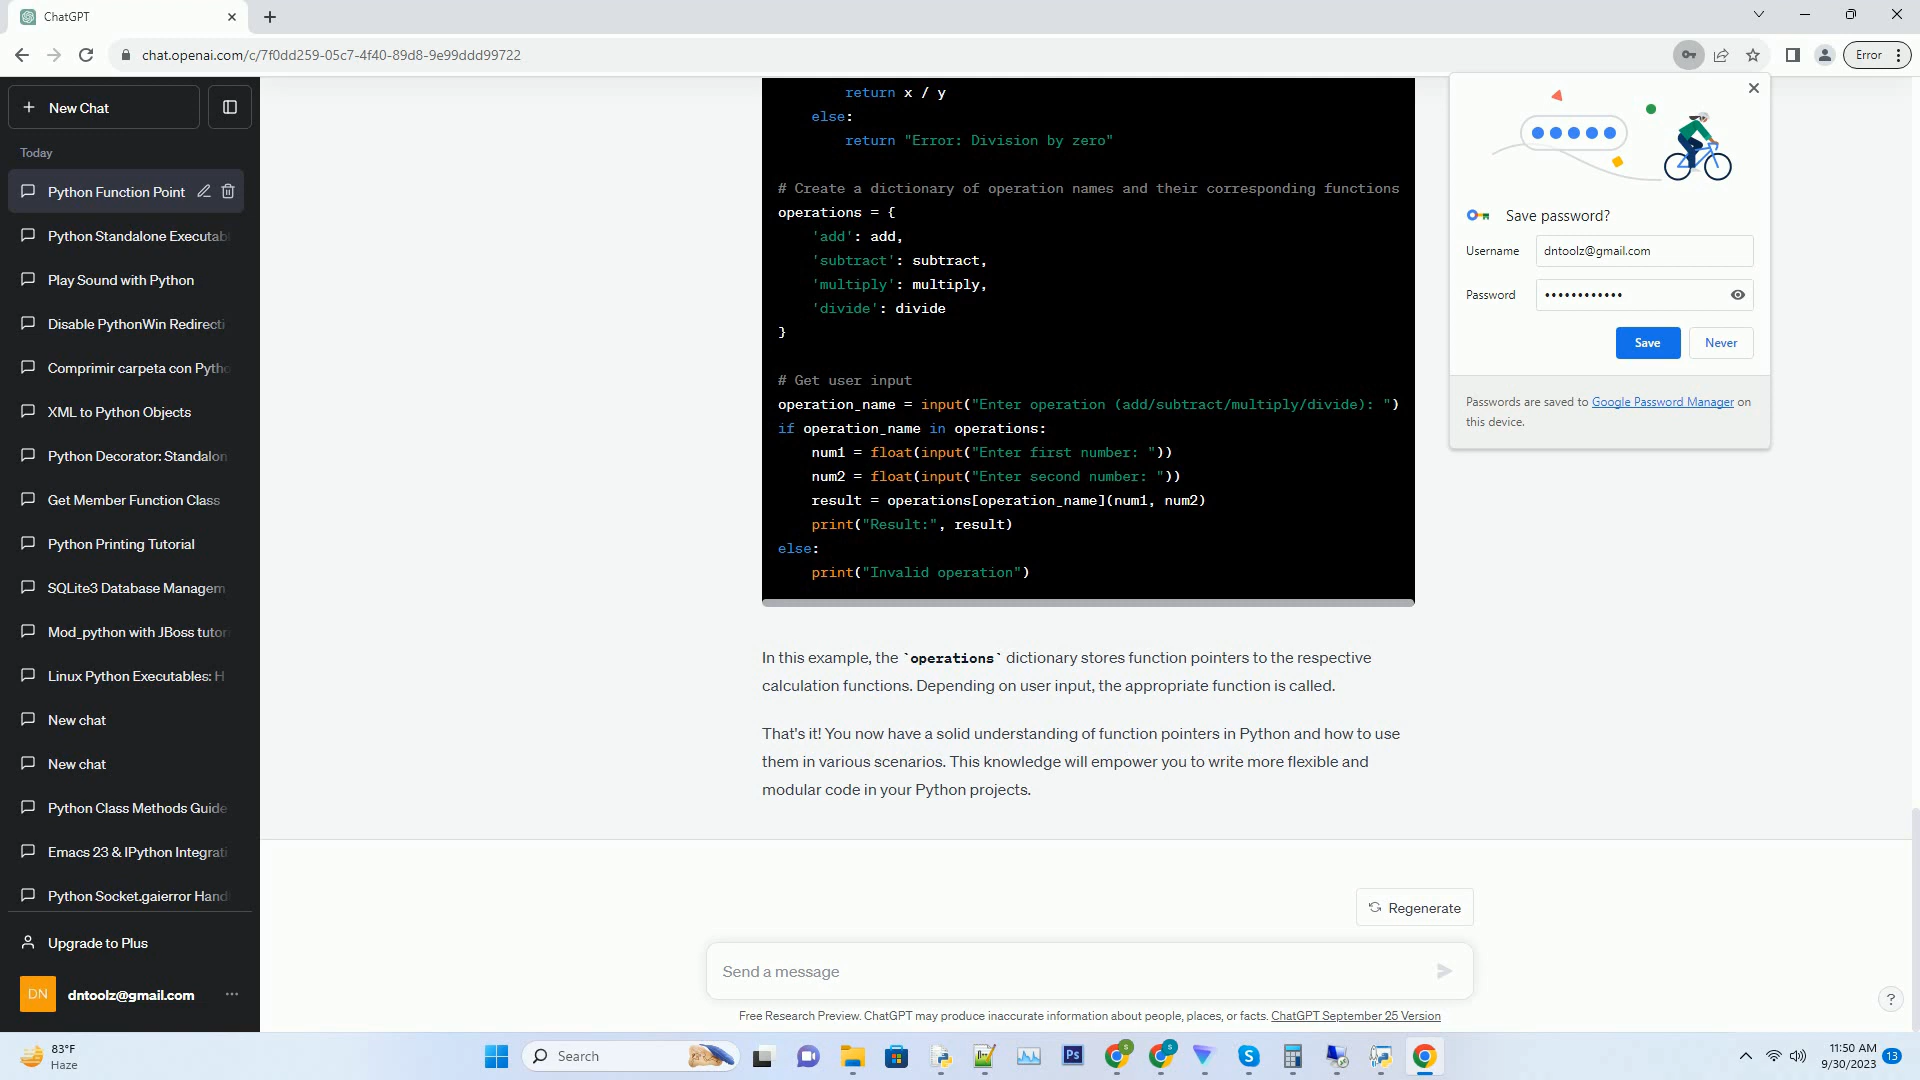 ChatGPT
chat.openai.com/c/7f0dd259-05c7-4f40-89d8-9e99ddd99722
Error
New Chat
Today
Python Function Point
Python Standalone Executab
Play Sound with Python
Disable PythonWin Redirecti
Comprimir carpeta con Pytho
XML to Python Objects
Python Decorator: Standalon
Get Member Function Class
Python Printing Tutorial
SQLite3 Database Managem
Mod_python with JBoss tutor
Linux Python Executables: H
New chat
New chat
Python Class Methods Guide
Emacs 23 & IPython Integrati
Python Socket.gaierror Hand
Upgrade to Plus
DN
dntoolz@gmail.com
return x / y
else:
return "Error: Division by zero"
# Create a dictionary of operation names and their corresponding functions
operations = {
'add': add,
'subtract': subtract,
'multiply': multiply,
'divide': divide
}
# Get user input
operation_name = input("Enter operation (add/subtract/multiply/divide): ")
if operation_name in operations:
num1 = float(input("Enter first number: "))
num2 = float(input("Enter second number: "))
result = operations[operation_name](num1, num2)
print("Result:", result)
else:
print("Invalid operation")
In this example, the `operations` dictionary stores function pointers to the respective
calculation functions. Depending on user input, the appropriate function is called.
That's it! You now have a solid understanding of function pointers in Python and how to use
them in various scenarios. This knowledge will empower you to write more flexible and
modular code in your Python projects.
Save password?
Username
dntoolz@gmail.com
Password
••••••••••••
Save
Never
Passwords are saved to Google Password Manager on
this device.
Regenerate
Send a message
Free Research Preview. ChatGPT may produce inaccurate information about people, places, or facts. ChatGPT September 25 Version
?
83°F
Haze
Search
Ps
S
S
S
11:50 AM
9/30/2023
13